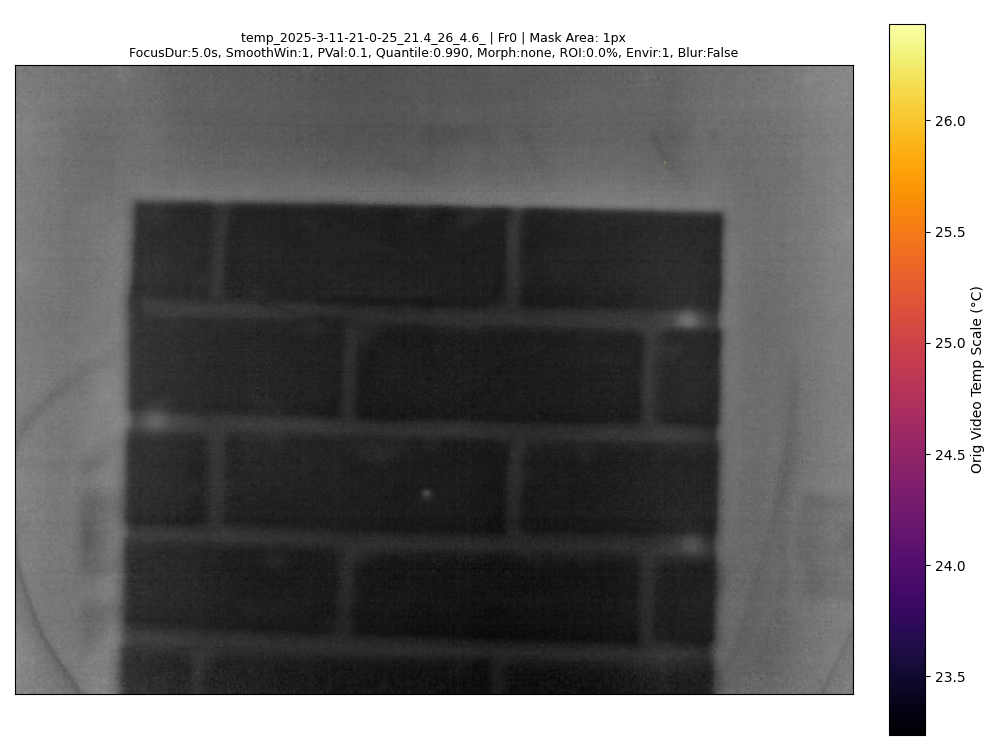 temp_2025-3-11-21-0-25_21.4_26_4.6_ | Fr0 | Mask Area: 1px
FocusDur:5.0s, SmoothWin:1, PVal:0.1, Quantile:0.990, Morph:none, ROI:0.0%, Envir:1, Blur:False
26.0
25.5
25.0
24.5
24.0
23.5
Orig Video Temp Scale (°C)